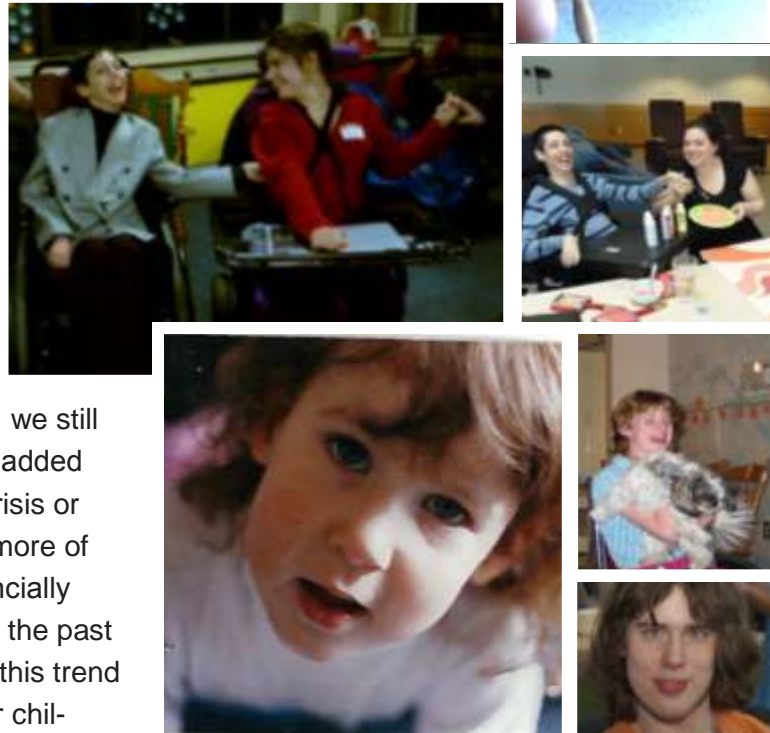 we still
added
risis or
more of
ncially
the past
this trend
r chil-